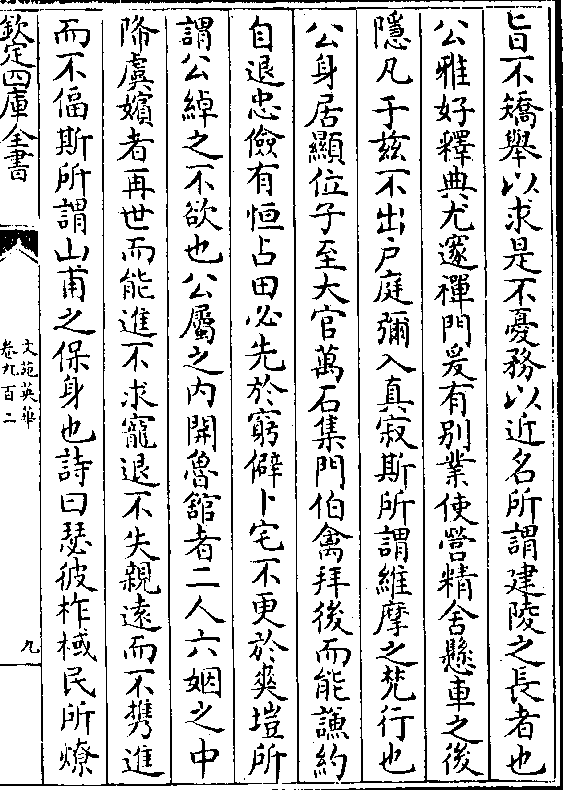 旨不矯舉以求是不憂務以近名所謂建陵之長者也
公雅好釋典尤邃禪門爰有別業使營精舍懸車之後
隱凡于兹不出戶庭彌入真寂斯所謂維摩之梵行也
公身居顯位子至大官萬石集門伯禽拜後而能謙約
自退忠儉有恒占田必先於窮僻卜宅不更於爽塏所
謂公綽之不欲也公屬之内開魯舘者二人六姻之中
降虞嬪者再世而能進不求寵退不失親逺而不擕進
而不偪斯所謂山甫之保身也詩曰瑟彼柞棫民所燎
欽定四庫全書
文苑英華
卷九百二
九